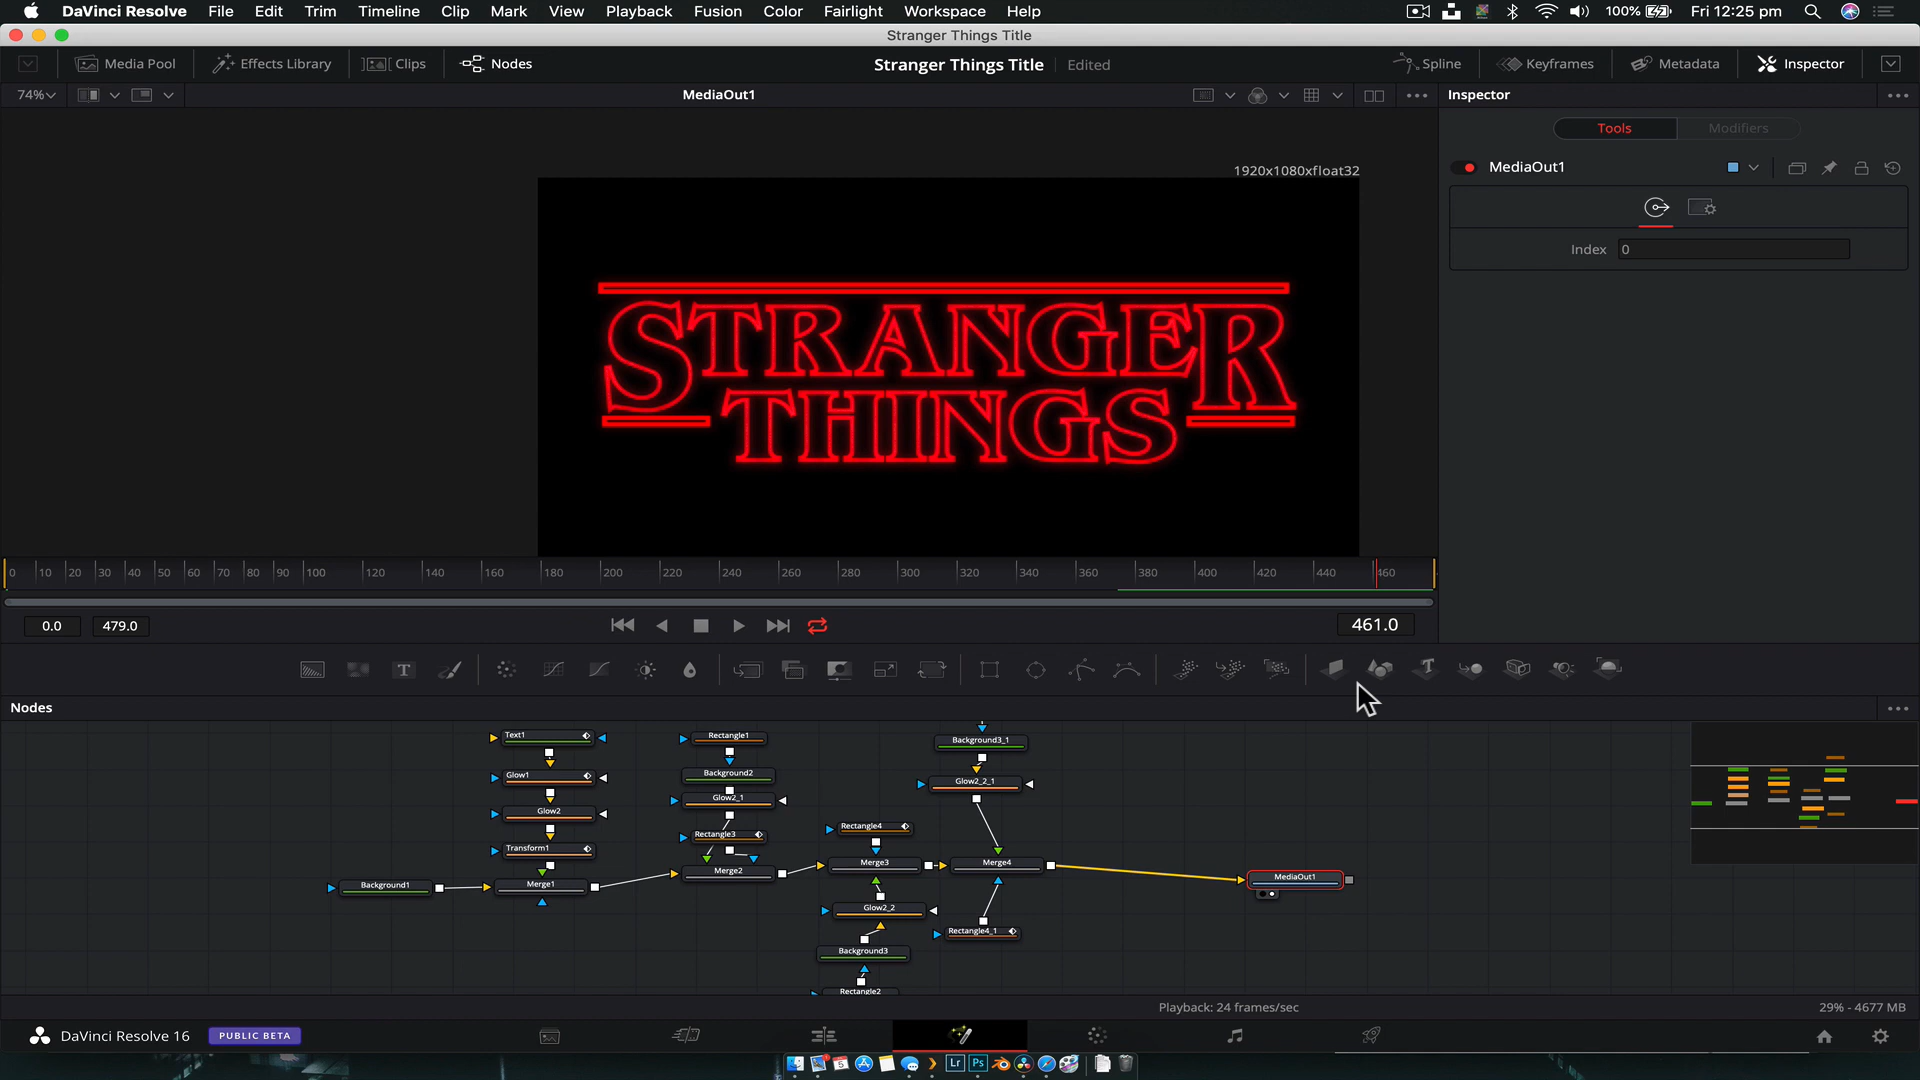 DaVinci Resolve File Edit Trim Timeline Clip Mark View Playback Fusion Color Fairlight Workspace Help 100% Fri 12:25 pm
Stranger Things Title
Media Pool Effects Library Clips Nodes Stranger Things Title Edited Spline Keyframes Metadata Inspector
74% MediaOut1 Inspector
Tools Modifiers
1920x1080xfloat32
MediaOut1
Index 0
STRANGER
THINGS
0 10 20 30 40 50 60 70 80 90 100 120 140 160 180 200 220 240 260 280 300 320 340 360 380 400 420 440 460
0.0 479.0 461.0
T T
Nodes
Text1 Rectangle1 Background3_1
Glow1 Background2 Glow2_2_1
Glow2 Glow2_1
Transform1 Rectangle3 Rectangle4
Background1 Merge1 Merge2 Merge3 Merge4 MediaOut1
Glow2_2
Rectangle4_1
Background3
Rectangle2
Playback: 24 frames/sec 29% - 4677 MB
DaVinci Resolve 16 PUBLIC BETA
5 Lr Ps